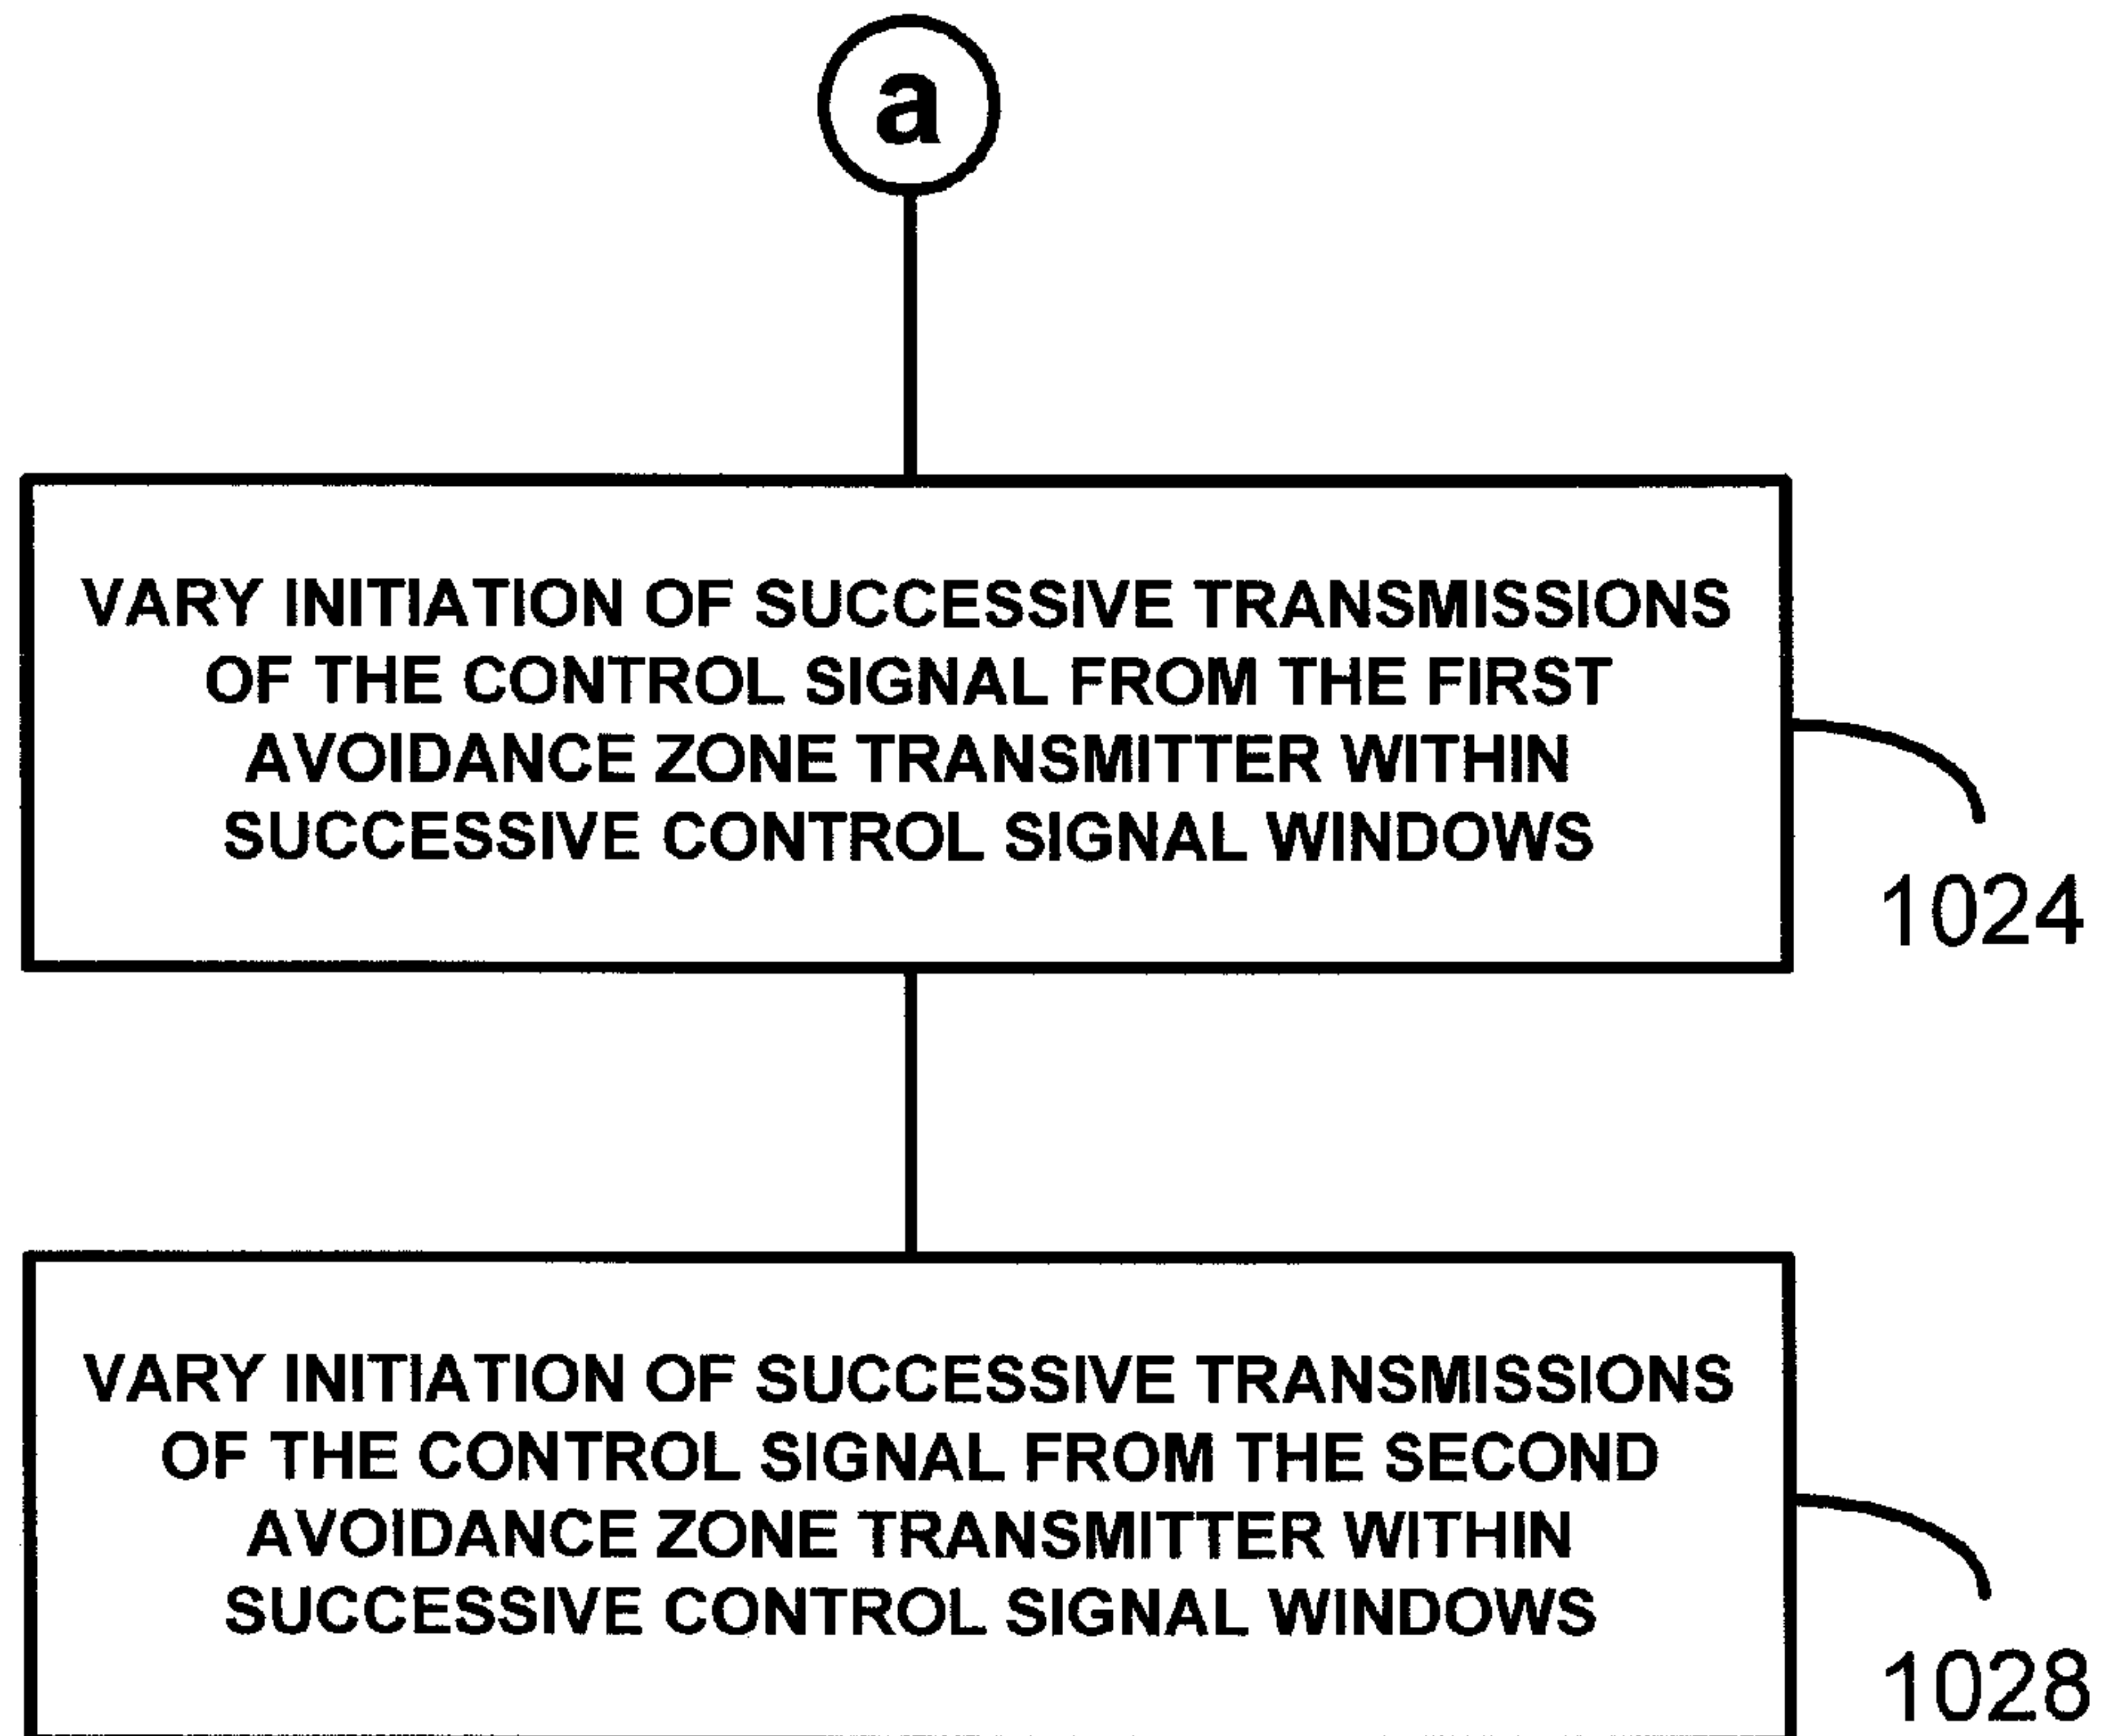 a
VARY INITIATION OF SUCCESSIVE TRANSMISSIONS
OF THE CONTROL SIGNAL FROM THE FIRST
AVOIDANCE ZONE TRANSMITTER WITHIN
SUCCESSIVE CONTROL SIGNAL WINDOWS
1024
VARY INITIATION OF SUCCESSIVE TRANSMISSIONS
OF THE CONTROL SIGNAL FROM THE SECOND
AVOIDANCE ZONE TRANSMITTER WITHIN
SUCCESSIVE CONTROL SIGNAL WINDOWS
1028